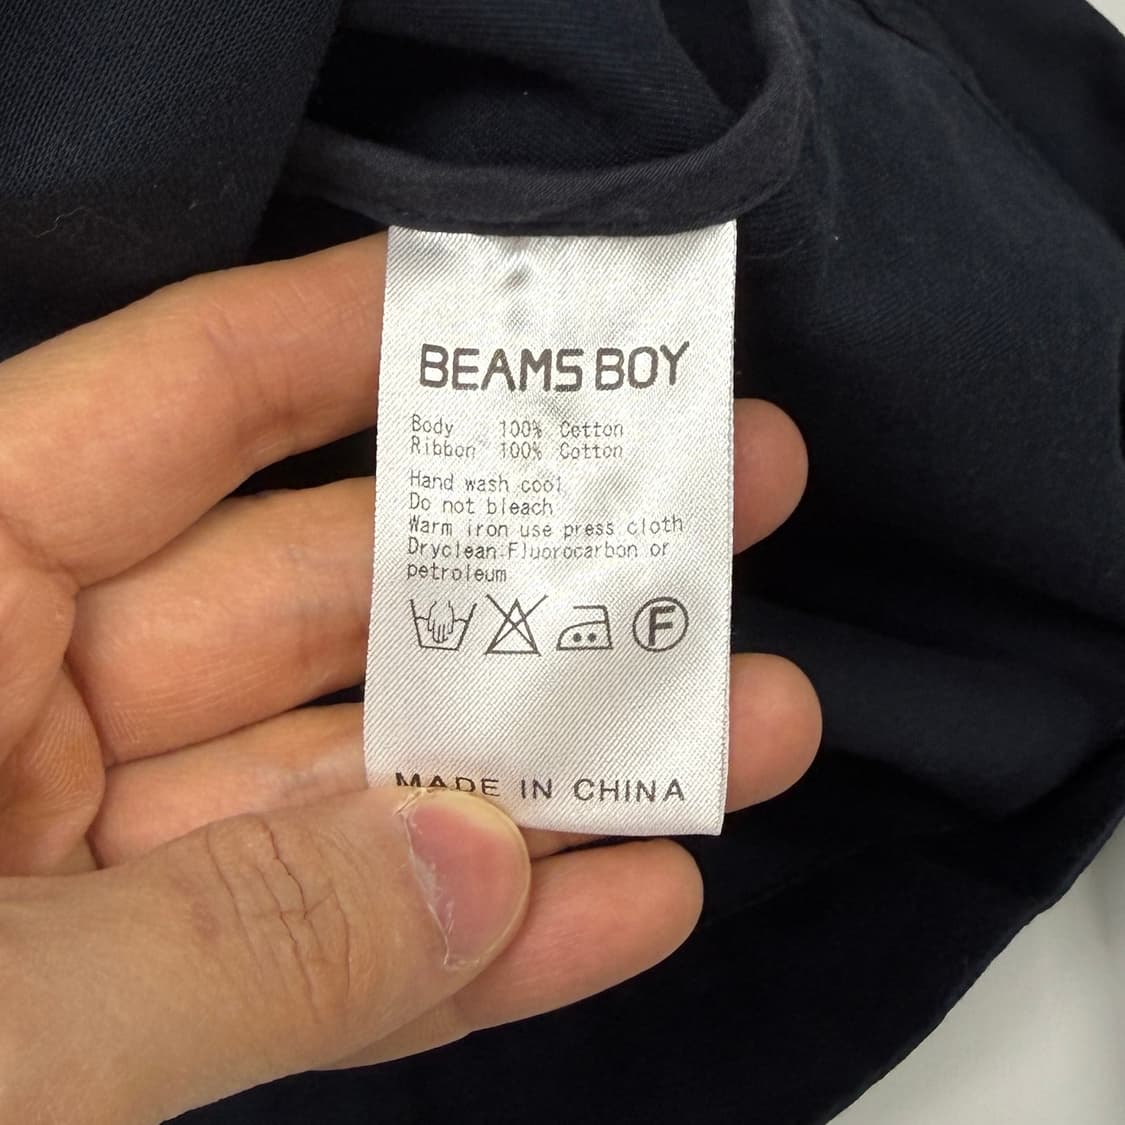 BEAMS BOY
Body 100% Cotton
Ribbon 100% Cotton
Hand wash cool
Do not bleach
Warm iron use press cloth
Dryclean:Fluorocarbon or
petroleum
F
MADE IN CHINA